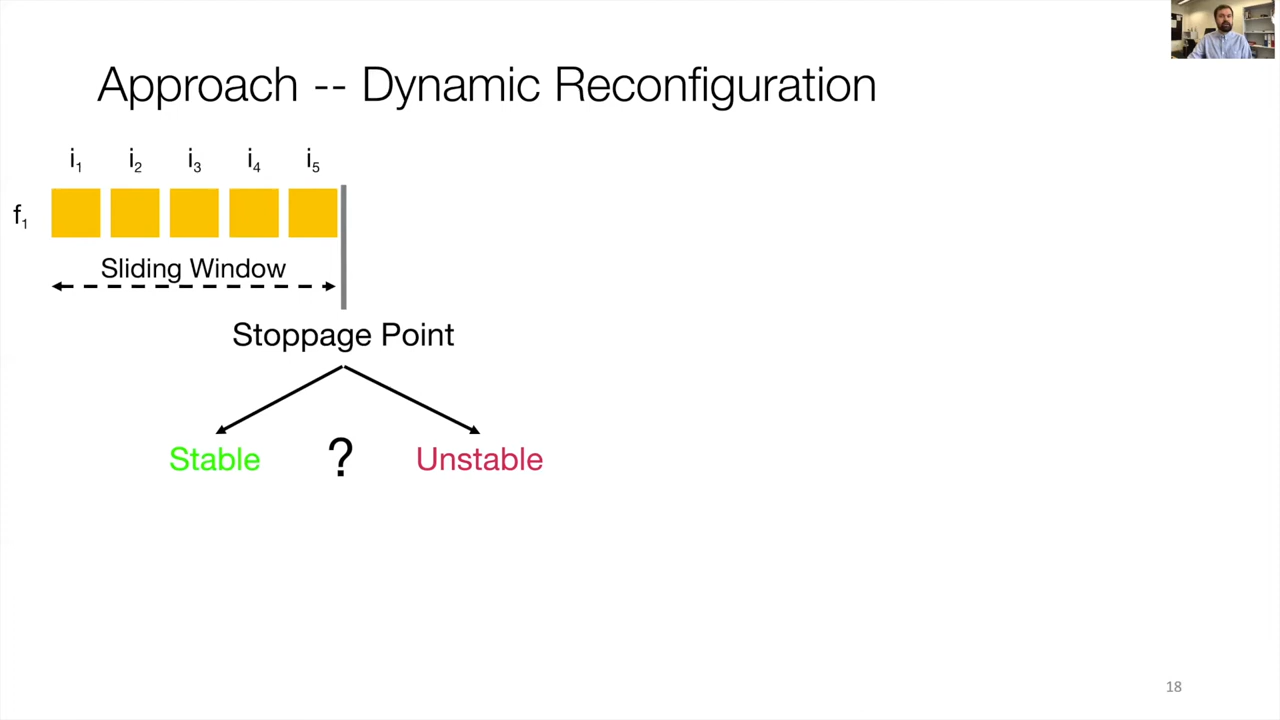 Approach -- Dynamic Reconfiguration
i1 i2 i3 i4 i5
f1
Sliding Window
Stoppage Point
Stable ? Unstable
18